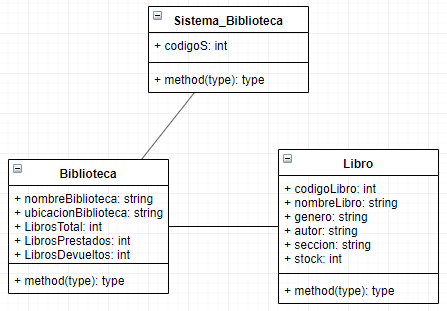 Sistema_Biblioteca
+ codigoS: int
+ method(type): type
Biblioteca
+ nombreBiblioteca: string
+ ubicacionBiblioteca: string
+ LibrosTotal: int
+ LibrosPrestados: int
+ LibrosDevueltos: int
+ method(type): type
Libro
+ codigoLibro: int
+ nombreLibro: string
+ genero: string
+ autor: string
+ seccion: string
+ stock: int
+ method(type): type